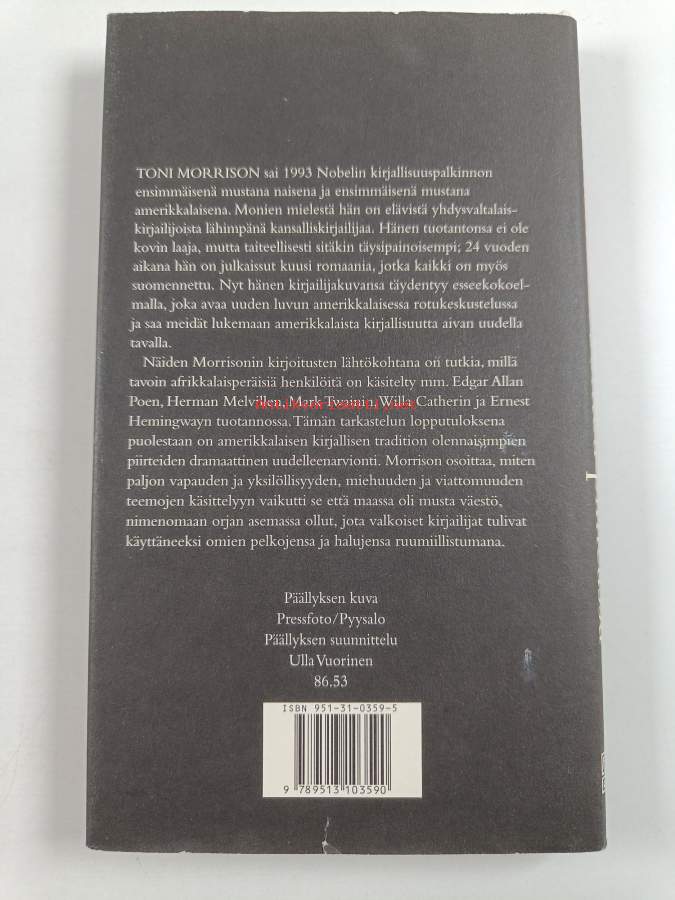 TONI MORRISON sai 1993 Nobelin kirjallisuuspalkinnon
ensimmäisenä mustana naisena ja ensimmäisenä mustana
amerikkalaisena. Monien mielestä hän on elävistä yhdysvaltalais-
kirjailijoista lähimpänä kansalliskirjailijaa. Hänen tuotantonsa ei ole
kovin laaja, mutta taiteellisesti sitäkin täysipainoisempi; 24 vuoden
aikana hän on julkaissut kuusi romaania, jotka kaikki on myös
suomennettu. Nyt hänen kirjailijakuvansa täydentyy esseekokoel-
malla, joka avaa uuden luvun amerikkalaisessa rotukeskustelussa
ja saa meidät lukemaan amerikkalaista kirjallisuutta aivan uudella
tavalla.
Näiden Morrisonin kirjoitusten lähtökohtana on tutkia, millä
tavoin afrikkalaisperäisiä henkilöitä on käsitelty mm. Edgar Allan
Poen, Herman Melvillen, Mark Twainin, Willa Catherin ja Ernest
Hemingwayn tuotannossa. Tämän tarkastelun lopputuloksena
puolestaan on amerikkalaisen kirjallisen tradition olennaisimpien
piirteiden dramaattinen uudelleenarviointi. Morrison osoittaa, miten
paljon vapauden ja yksilöllisyyden, miehuuden ja viattomuuden
teemojen käsittelyyn vaikutti se että maassa oli musta väestö,
nimenomaan orjan asemassa ollut, jota valkoiset kirjailijat tulivat
käyttäneeksi omien pelkojensa ja halujensa ruumiillistumana.
Päällyksen kuva
Pressfoto/Pyysalo
Päällyksen suunnittelu
Ulla Vuorinen
86.53
ISBN 951-31-0359-5
9 789513 103590